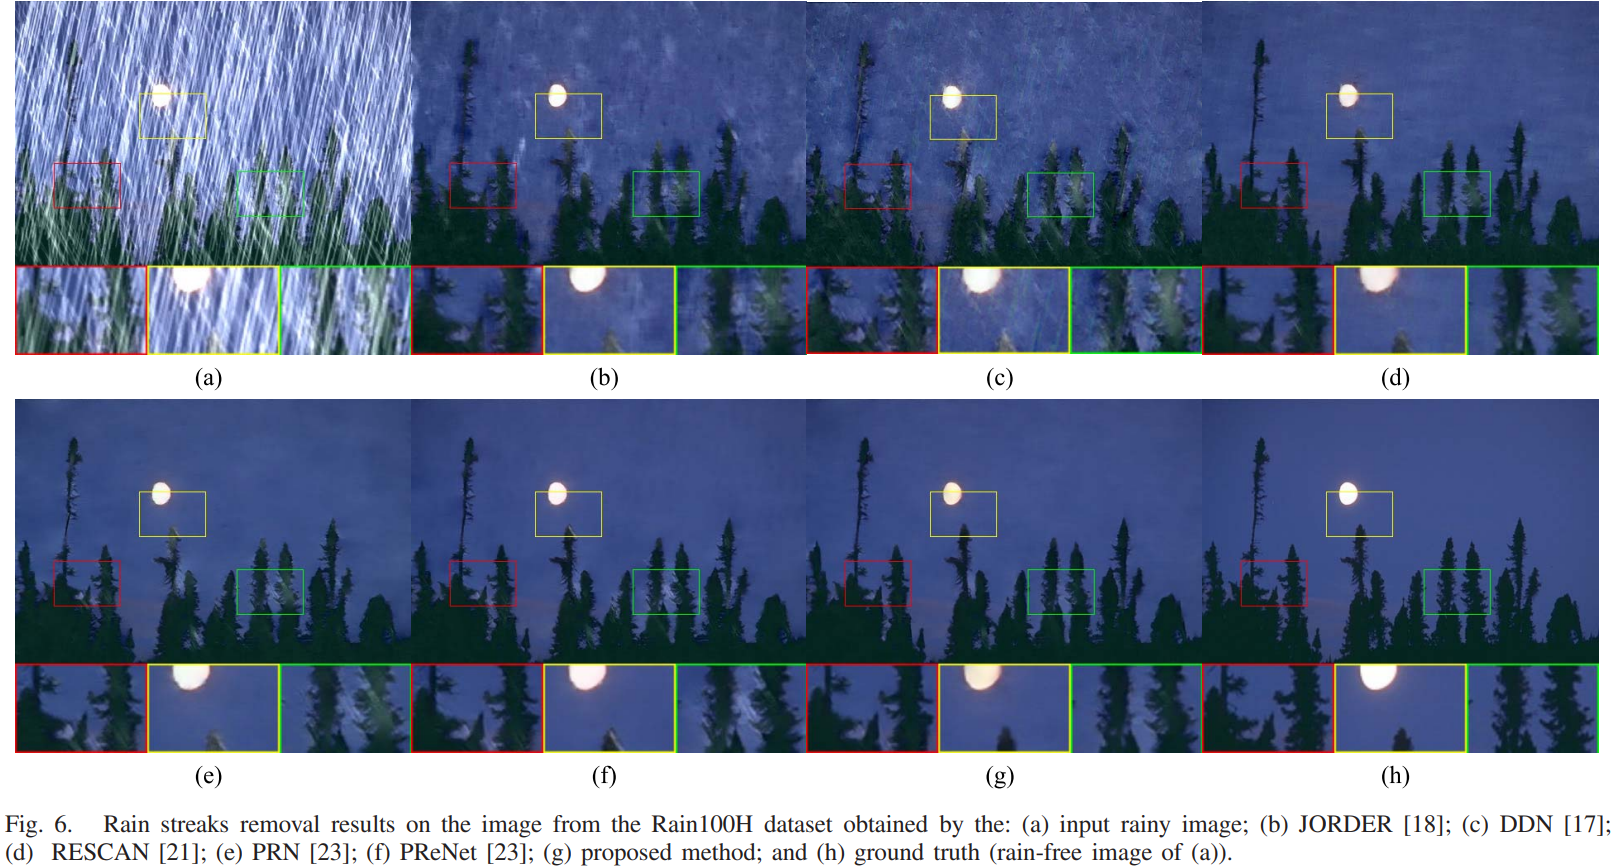 (a) (b) (c) (d)
(e) (f) (g) (h)
Fig. 6. Rain streaks removal results on the image from the Rain100H dataset obtained by the: (a) input rainy image; (b) JORDER [18]; (c) DDN [17];
(d) RESCAN [21]; (e) PRN [23]; (f) PReNet [23]; (g) proposed method; and (h) ground truth (rain-free image of (a)).